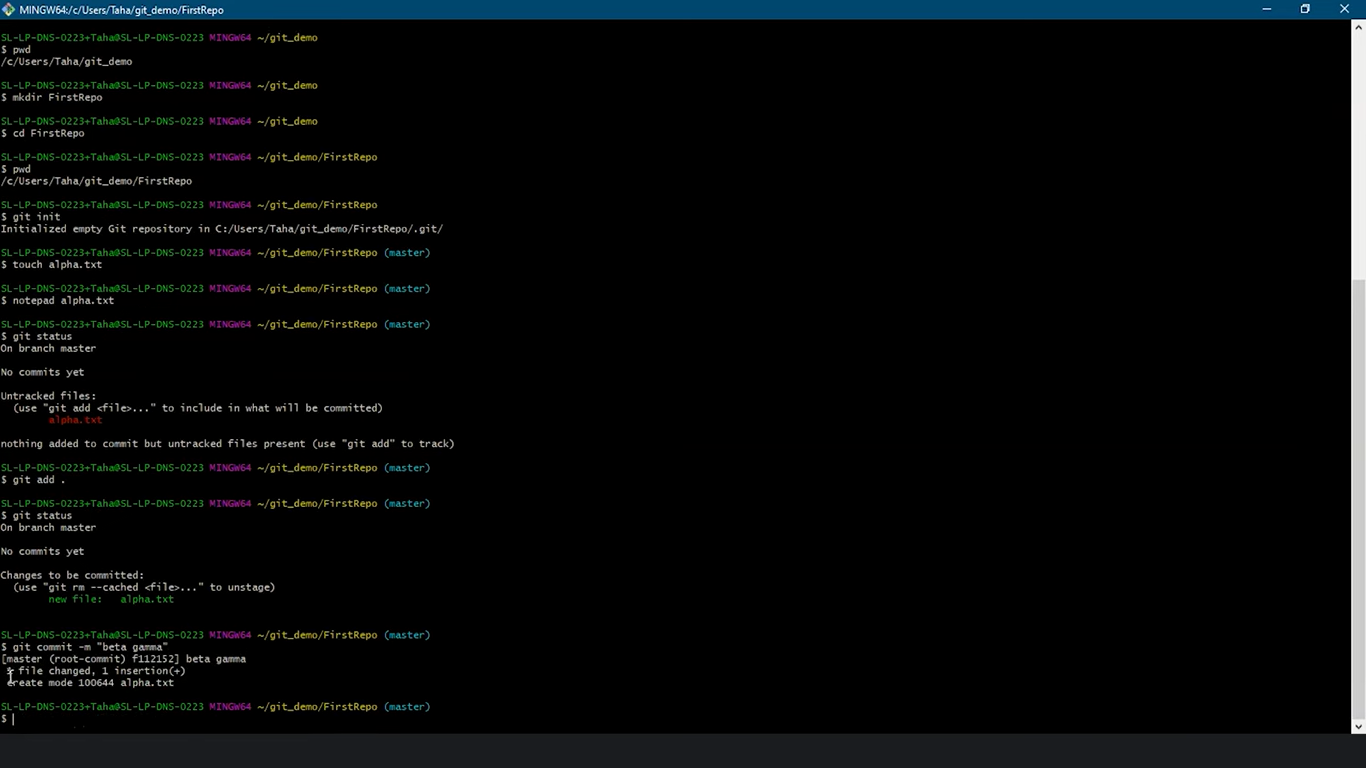 MINGW64:/c/Users/Taha/git_demo/FirstRepo
SL-LP-DNS-0223+Taha@SL-LP-DNS-0223 MINGW64 ~/git_demo
$ pwd
/c/Users/Taha/git_demo
SL-LP-DNS-0223+Taha@SL-LP-DNS-0223 MINGW64 ~/git_demo
$ mkdir FirstRepo
SL-LP-DNS-0223+Taha@SL-LP-DNS-0223 MINGW64 ~/git_demo
$ cd FirstRepo
SL-LP-DNS-0223+Taha@SL-LP-DNS-0223 MINGW64 ~/git_demo/FirstRepo
$ pwd
/c/Users/Taha/git_demo/FirstRepo
SL-LP-DNS-0223+Taha@SL-LP-DNS-0223 MINGW64 ~/git_demo/FirstRepo
$ git init
Initialized empty Git repository in C:/Users/Taha/git_demo/FirstRepo/.git/
SL-LP-DNS-0223+Taha@SL-LP-DNS-0223 MINGW64 ~/git_demo/FirstRepo (master)
$ touch alpha.txt
SL-LP-DNS-0223+Taha@SL-LP-DNS-0223 MINGW64 ~/git_demo/FirstRepo (master)
$ notepad alpha.txt
SL-LP-DNS-0223+Taha@SL-LP-DNS-0223 MINGW64 ~/git_demo/FirstRepo (master)
$ git status
On branch master
No commits yet
Untracked files:
(use "git add <file>..." to include in what will be committed)
alpha.txt
nothing added to commit but untracked files present (use "git add" to track)
SL-LP-DNS-0223+Taha@SL-LP-DNS-0223 MINGW64 ~/git_demo/FirstRepo (master)
$ git add .
SL-LP-DNS-0223+Taha@SL-LP-DNS-0223 MINGW64 ~/git_demo/FirstRepo (master)
$ git status
On branch master
No commits yet
Changes to be committed:
(use "git rm --cached <file>..." to unstage)
new file: alpha.txt
SL-LP-DNS-0223+Taha@SL-LP-DNS-0223 MINGW64 ~/git_demo/FirstRepo (master)
$ git commit -m "beta gamma"
[master (root-commit) f112152] beta gamma
file changed, 1 insertion(+)
create mode 100644 alpha.txt
SL-LP-DNS-0223+Taha@SL-LP-DNS-0223 MINGW64 ~/git_demo/FirstRepo (master)
$